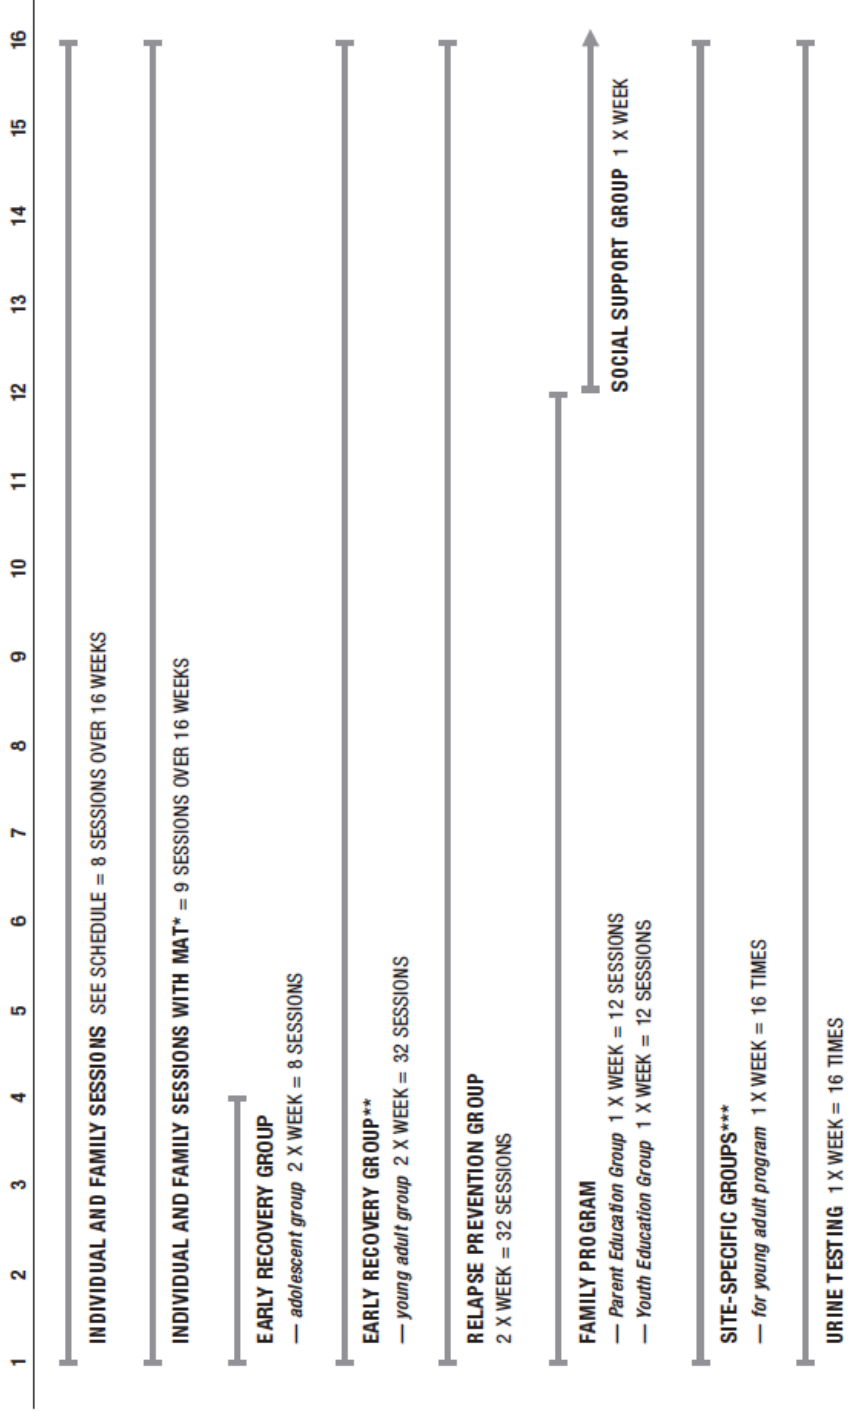 1 2 3 4 5 6 7 8 9 10 11 12 13 14 15 16
INDIVIDUAL AND FAMILY SESSIONS SEE SCHEDULE = 8 SESSIONS OVER 16 WEEKS
INDIVIDUAL AND FAMILY SESSIONS WITH MAT* = 9 SESSIONS OVER 16 WEEKS
EARLY RECOVERY GROUP
— adolescent group 2 X WEEK = 8 SESSIONS
EARLY RECOVERY GROUP**
— young adult group 2 X WEEK = 32 SESSIONS
RELAPSE PREVENTION GROUP
2 X WEEK = 32 SESSIONS
FAMILY PROGRAM
— Parent Education Group 1 X WEEK = 12 SESSIONS
— Youth Education Group 1 X WEEK = 12 SESSIONS
SOCIAL SUPPORT GROUP 1 X WEEK
SITE-SPECIFIC GROUPS***
— for young adult program 1 X WEEK = 16 TIMES
URINE TESTING 1 X WEEK = 16 TIMES